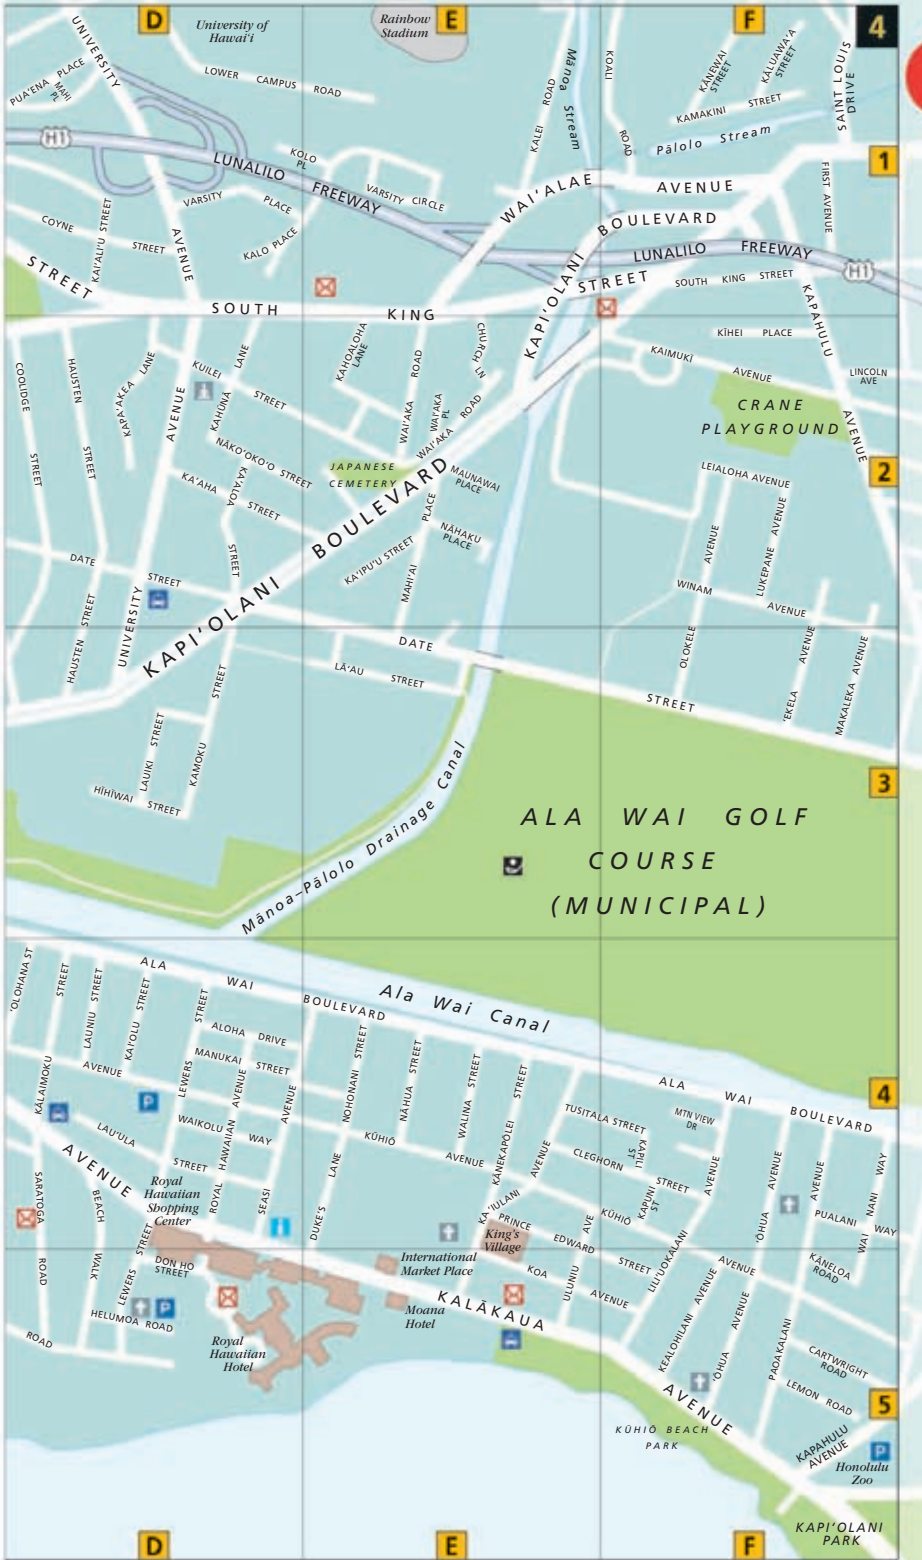 D
E
F
4
University of
Hawai'i
Rainbow
Stadium
UNIVERSITY
PUA'ENA PLACE
MAHI
PL
LOWER CAMPUS ROAD
KALEI ROAD
Mānoa Stream
KOALI
ROAD
KĀNEWAI
STREET
KĀLUAWA'A
STREET
KAMAKINI STREET
SAINT LOUIS
DRIVE
Pālolo Stream
H1
1
KOLO
PL
LUNALILO FREEWAY
VARSITY CIRCLE
WAI'ALAE AVENUE
FIRST AVENUE
VARSITY PLACE
COYNE STREET
KAI'ALI'U STREET
AVENUE
KALO PLACE
KAPI'OLANI BOULEVARD
LUNALILO FREEWAY
H1
STREET
SOUTH KING STREET
SOUTH KING STREET
KAPAHULU
AVENUE
KĪHEI PLACE
KAIMUKĪ
AVENUE
LINCOLN
AVE
COOLIDGE
STREET
HAUSTEN
STREET
KAPA'AKEA LANE
AVENUE
KUILEI
STREET
KAHUNA LANE
KAHOALOHA
LANE
WAI'AKA ROAD
CHURCH LN
WAI'AKA
PL
WAI'AKA ROAD
CRANE
PLAYGROUND
2
NĀKO'OKO'O STREET
KA'AHA
STREET
KA'ALOA
STREET
JAPANESE
CEMETERY
MAUNAWAI
PLACE
LEIALOHA AVENUE
AVENUE
LUKEPANE AVENUE
KAPI'OLANI BOULEVARD
NĀHAKU
PLACE
KA'IPU'U STREET
MAHI'AI PLACE
DATE
STREET
WINAM
AVENUE
HAUSTEN STREET
UNIVERSITY
DATE
STREET
LĀ'AU STREET
OLOKELE
'EKELA AVENUE
MAKALEKA AVENUE
LAUIKI STREET
KAMOKU STREET
HĪHĪWAI STREET
3
Mānoa–Pālolo Drainage Canal
ALA WAI GOLF
COURSE
(MUNICIPAL)
'OLOHANA ST
KĀLAIMOKU STREET
LAUNIU STREET
KAI'OLU STREET
ALA WAI BOULEVARD
Ala Wai Canal
LEWERS STREET
ALOHA DRIVE
MANUKAI STREET
AVENUE
NOHONANI STREET
NĀHUA STREET
WALINA STREET
KĀNEKAPŌLEI STREET
4
ALA WAI BOULEVARD
TUSITALA STREET
MTN VIEW
DR
WAIKOLU WAY
LAU'ULA
STREET
ROYAL HAWAIIAN AVENUE
SEASI AVENUE
DUKE'S LANE
KŪHIŌ AVENUE
CLEGHORN
STREET
KAPILI
ST
KAPUNI
ST
KA'IULANI
AVENUE
PRINCE
EDWARD
STREET
KŪHIŌ
AVENUE
LILI'UOKALANI
AVENUE
'ŌHUA AVENUE
PAOAKALANI AVENUE
PUALANI WAY
WAI NANI WAY
KĀNELOA
ROAD
AVENUE
SARATOGA
ROAD
BEACH
WALK
Royal
Hawaiian
Shopping
Center
King's
Village
International
Market Place
LEWERS STREET
DON HO
STREET
HELUMOA ROAD
KOA
AVENUE
ULUNIU AVE
KALĀKAUA
AVENUE
Moana
Hotel
ROAD
Royal
Hawaiian
Hotel
KEALOHILANI AVENUE
'ŌHUA AVENUE
CARTWRIGHT
ROAD
LEMON ROAD
5
KŪHIŌ BEACH
PARK
KAPAHULU
AVENUE
P
P
P
i
Honolulu
Zoo
KAPI'OLANI
PARK
D
E
F